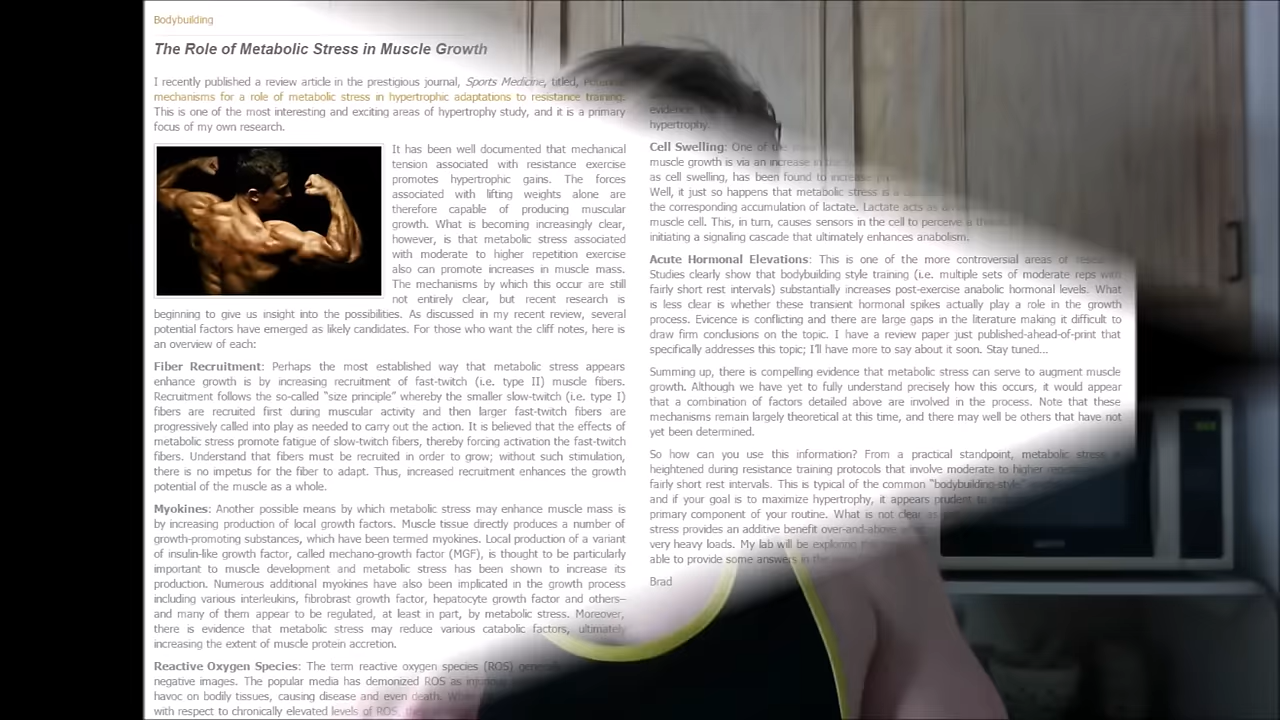 Bodybuilding
The Role of Metabolic Stress in Muscle Growth
I recently published a review article in the prestigious journal, Sports Medicine, titled, Potential
mechanisms for a role of metabolic stress in hypertrophic adaptations to resistance training.
This is one of the most interesting and exciting areas of hypertrophy study, and it is a primary
focus of my own research.
It has been well documented that mechanical
tension associated with resistance exercise
promotes hypertrophic gains. The forces
associated with lifting weights alone are
therefore capable of producing muscular
growth. What is becoming increasingly clear,
however, is that metabolic stress associated
with moderate to higher repetition exercise
also can promote increases in muscle mass.
The mechanisms by which this occur are still
not entirely clear, but recent research is
beginning to give us insight into the possibilities. As discussed in my recent review, several
potential factors have emerged as likely candidates. For those who want the cliff notes, here is
an overview of each:
Fiber Recruitment: Perhaps the most established way that metabolic stress appears
enhance growth is by increasing recruitment of fast-twitch (i.e. type II) muscle fibers.
Recruitment follows the so-called "size principle" whereby the smaller slow-twitch (i.e. type I)
fibers are recruited first during muscular activity and then larger fast-twitch fibers are
progressively called into play as needed to carry out the action. It is believed that the effects of
metabolic stress promote fatigue of slow-twitch fibers, thereby forcing activation the fast-twitch
fibers. Understand that fibers must be recruited in order to grow; without such stimulation,
there is no impetus for the fiber to adapt. Thus, increased recruitment enhances the growth
potential of the muscle as a whole.
Myokines: Another possible means by which metabolic stress may enhance muscle mass is
by increasing production of local growth factors. Muscle tissue directly produces a number of
growth-promoting substances, which have been termed myokines. Local production of a variant
of insulin-like growth factor, called mechano-growth factor (MGF), is thought to be particularly
important to muscle development and metabolic stress has been shown to increase its
production. Numerous additional myokines have also been implicated in the growth process
including various interleukins, fibrobrast growth factor, hepatocyte growth factor and others–
and many of them appear to be regulated, at least in part, by metabolic stress. Moreover,
there is evidence that metabolic stress may reduce various catabolic factors, ultimately
increasing the extent of muscle protein accretion.
Reactive Oxygen Species: The term reactive oxygen species (ROS)
negative images. The popular media has demonized ROS as
havoc on bodily tissues, causing disease and even death.
with respect to chronically elevated levels of ROS,
evidence
hypertrophy.
Cell Swelling: One of the
muscle growth is via an increase in
as cell swelling, has been found to increase
Well, it just so happens that metabolic stress is
the corresponding accumulation of lactate. Lactate acts as
muscle cell. This, in turn, causes sensors in the cell to perceive a
initiating a signaling cascade that ultimately enhances anabolism.
Acute Hormonal Elevations: This is one of the more controversial areas of
Studies clearly show that bodybuilding style training (i.e. multiple sets of moderate reps with
fairly short rest intervals) substantially increases post-exercise anabolic hormonal levels. What
is less clear is whether these transient hormonal spikes actually play a role in the growth
process. Evicence is conflicting and there are large gaps in the literature making it difficult to
draw firm conclusions on the topic. I have a review paper just published-ahead-of-print that
specifically addresses this topic; I'll have more to say about it soon. Stay tuned...
Summing up, there is compelling evidence that metabolic stress can serve to augment muscle
growth. Although we have yet to fully understand precisely how this occurs, it would appear
that a combination of factors detailed above are involved in the process. Note that these
mechanisms remain largely theoretical at this time, and there may well be others that have not
yet been determined.
So how can you use this information? From a practical standpoint, metabolic stress is
heightened during resistance training protocols that involve moderate to higher
fairly short rest intervals. This is typical of the common "bodybuilding-style"
and if your goal is to maximize hypertrophy, it appears prudent to
primary component of your routine. What is not clear
stress provides an additive benefit over-and-above
very heavy loads. My lab will be exploring
able to provide some answers in the
Brad